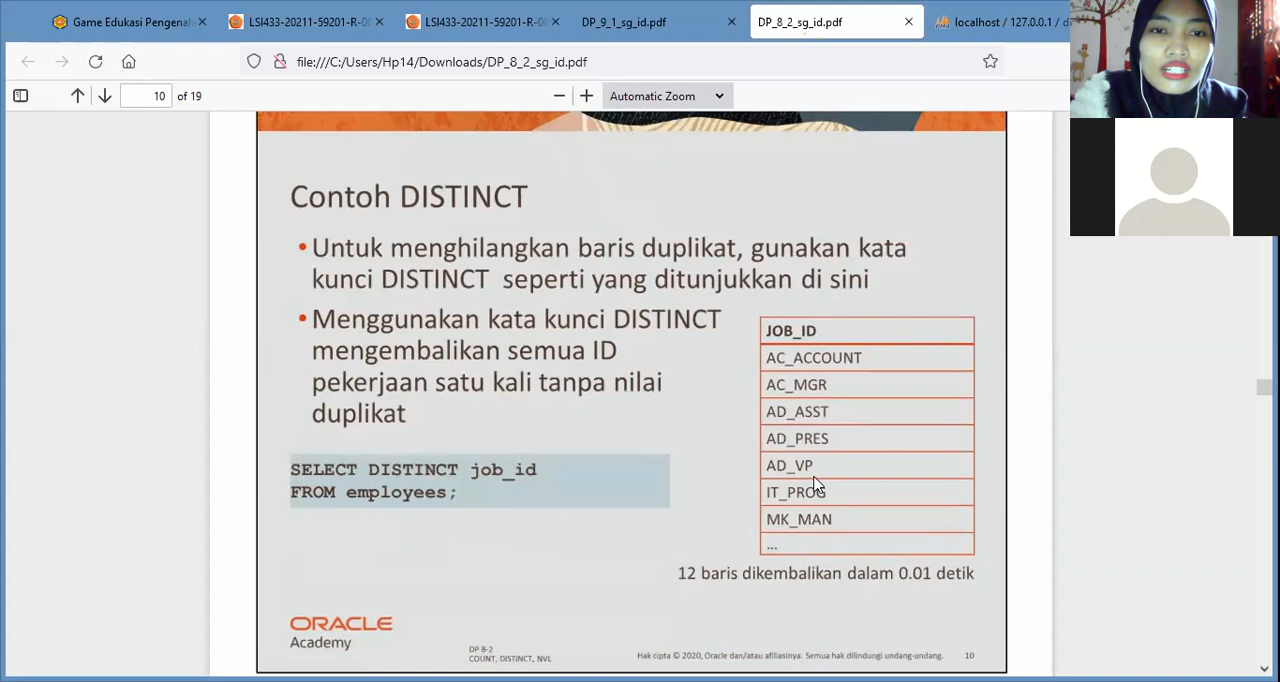 Game Edukasi Pengenal
LSI433-20211-59201-R-00
LSI433-20211-59201-R-00
DP_9_1_sg_id.pdf
DP_8_2_sg_id.pdf
localhost / 127.0.0.1 / d
file:///C:/Users/Hp14/Downloads/DP_8_2_sg_id.pdf
10 of 19
Automatic Zoom
Contoh DISTINCT
•Untuk menghilangkan baris duplikat, gunakan kata
kunci DISTINCT seperti yang ditunjukkan di sini
•Menggunakan kata kunci DISTINCT
mengembalikan semua ID
pekerjaan satu kali tanpa nilai
duplikat
SELECT DISTINCT job_id
FROM employees;
JOB_ID
AC_ACCOUNT
AC_MGR
AD_ASST
AD_PRES
AD_VP
IT_PROG
MK_MAN
...
12 baris dikembalikan dalam 0.01 detik
ORACLE
Academy
DP 8-2
COUNT, DISTINCT, NVL
Hak cipta © 2020, Oracle dan/atau afiliasinya. Semua hak dilindungi undang-undang.
10